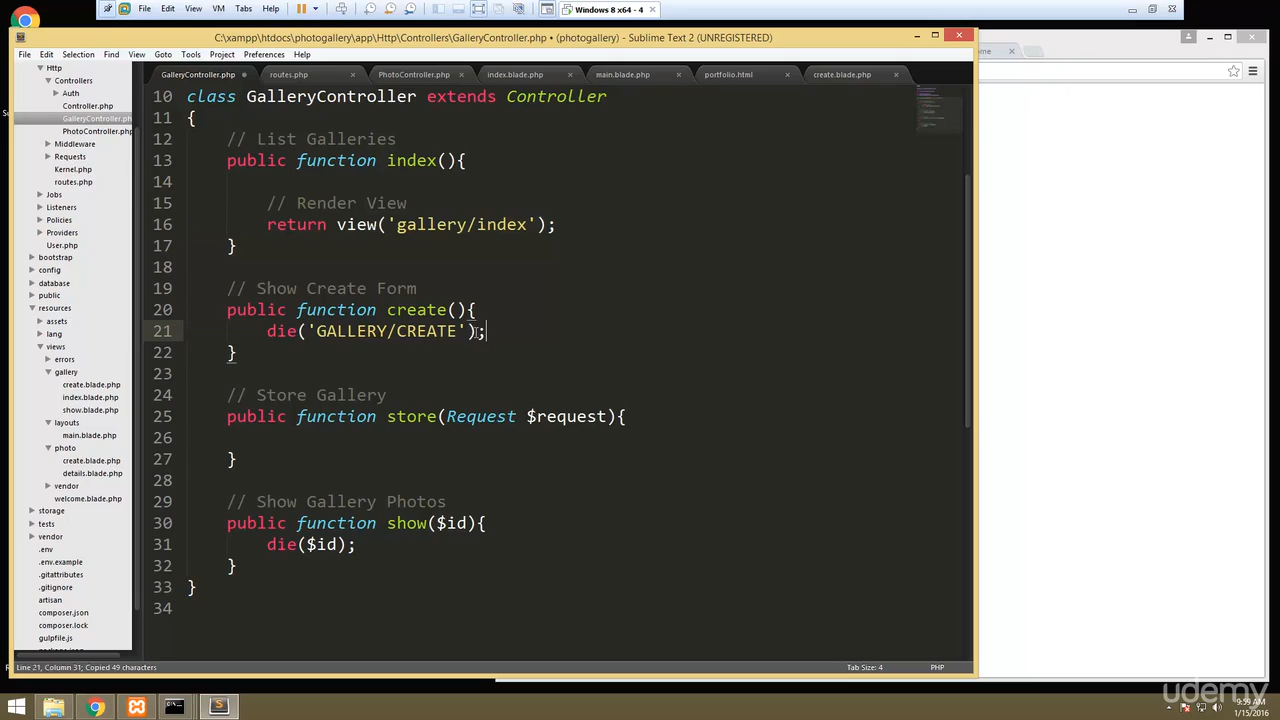 File Edit View VM Tabs Help
Windows 8 x64 - 4
C:\xampp\htdocs\photogallery\app\Http\Controllers\GalleryController.php • (photogallery) - Sublime Text 2 (UNREGISTERED)
File Edit Selection Find View Goto Tools Project Preferences Help
GalleryController.php routes.php PhotoController.php index.blade.php main.blade.php portfolio.html create.blade.php
Http
Controllers
Auth
Controller.php
GalleryController.ph
PhotoController.php
Middleware
Requests
Kernel.php
routes.php
Jobs
Listeners
Policies
Providers
User.php
bootstrap
config
database
public
resources
assets
lang
views
errors
gallery
create.blade.php
index.blade.php
show.blade.php
layouts
main.blade.php
photo
create.blade.php
details.blade.php
vendor
welcome.blade.php
storage
tests
vendor
.env
.env.example
.gitattributes
.gitignore
artisan
composer.json
composer.lock
gulpfile.js
10 class GalleryController extends Controller
11 {
12 // List Galleries
13 public function index(){
14
15 // Render View
16 return view('gallery/index');
17 }
18
19 // Show Create Form
20 public function create(){
21 die('GALLERY/CREATE');
22 }
23
24 // Store Gallery
25 public function store(Request $request){
26
27 }
28
29 // Show Gallery Photos
30 public function show($id){
31 die($id);
32 }
33 }
34
Line 21, Column 31; Copied 49 characters Tab Size: 4 PHP
udemy
9:59 AM
1/15/2016